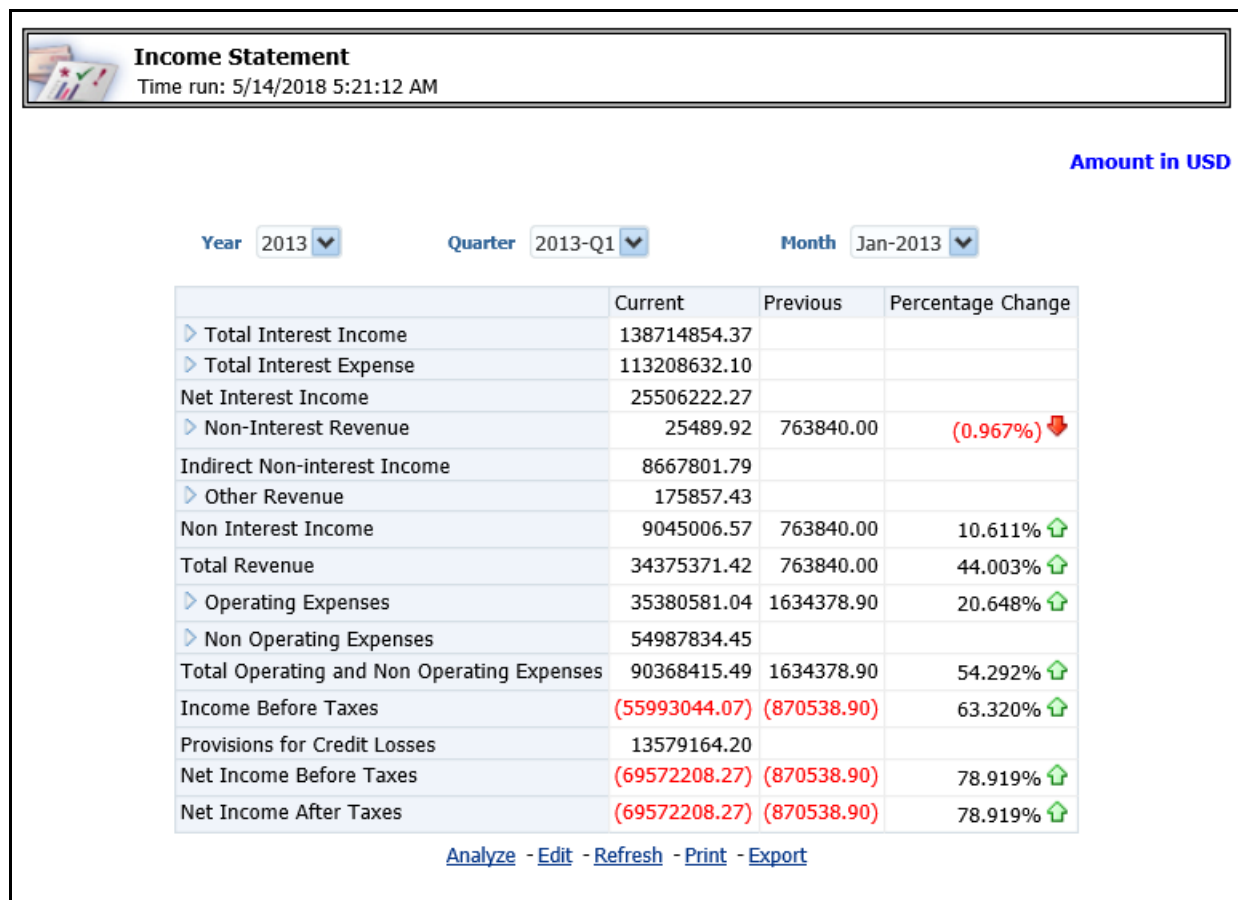 Income Statement
Time run: 5/14/2018 5:21:12 AM
Amount in USD
Year 2013 Quarter 2013-Q1 Month Jan-2013
Current Previous Percentage Change
Total Interest Income 138714854.37
Total Interest Expense 113208632.10
Net Interest Income 25506222.27
Non-Interest Revenue 25489.92 763840.00 (0.967%)
Indirect Non-interest Income 8667801.79
Other Revenue 175857.43
Non Interest Income 9045006.57 763840.00 10.611%
Total Revenue 34375371.42 763840.00 44.003%
Operating Expenses 35380581.04 1634378.90 20.648%
Non Operating Expenses 54987834.45
Total Operating and Non Operating Expenses 90368415.49 1634378.90 54.292%
Income Before Taxes (55993044.07) (870538.90) 63.320%
Provisions for Credit Losses 13579164.20
Net Income Before Taxes (69572208.27) (870538.90) 78.919%
Net Income After Taxes (69572208.27) (870538.90) 78.919%
Analyze - Edit - Refresh - Print - Export